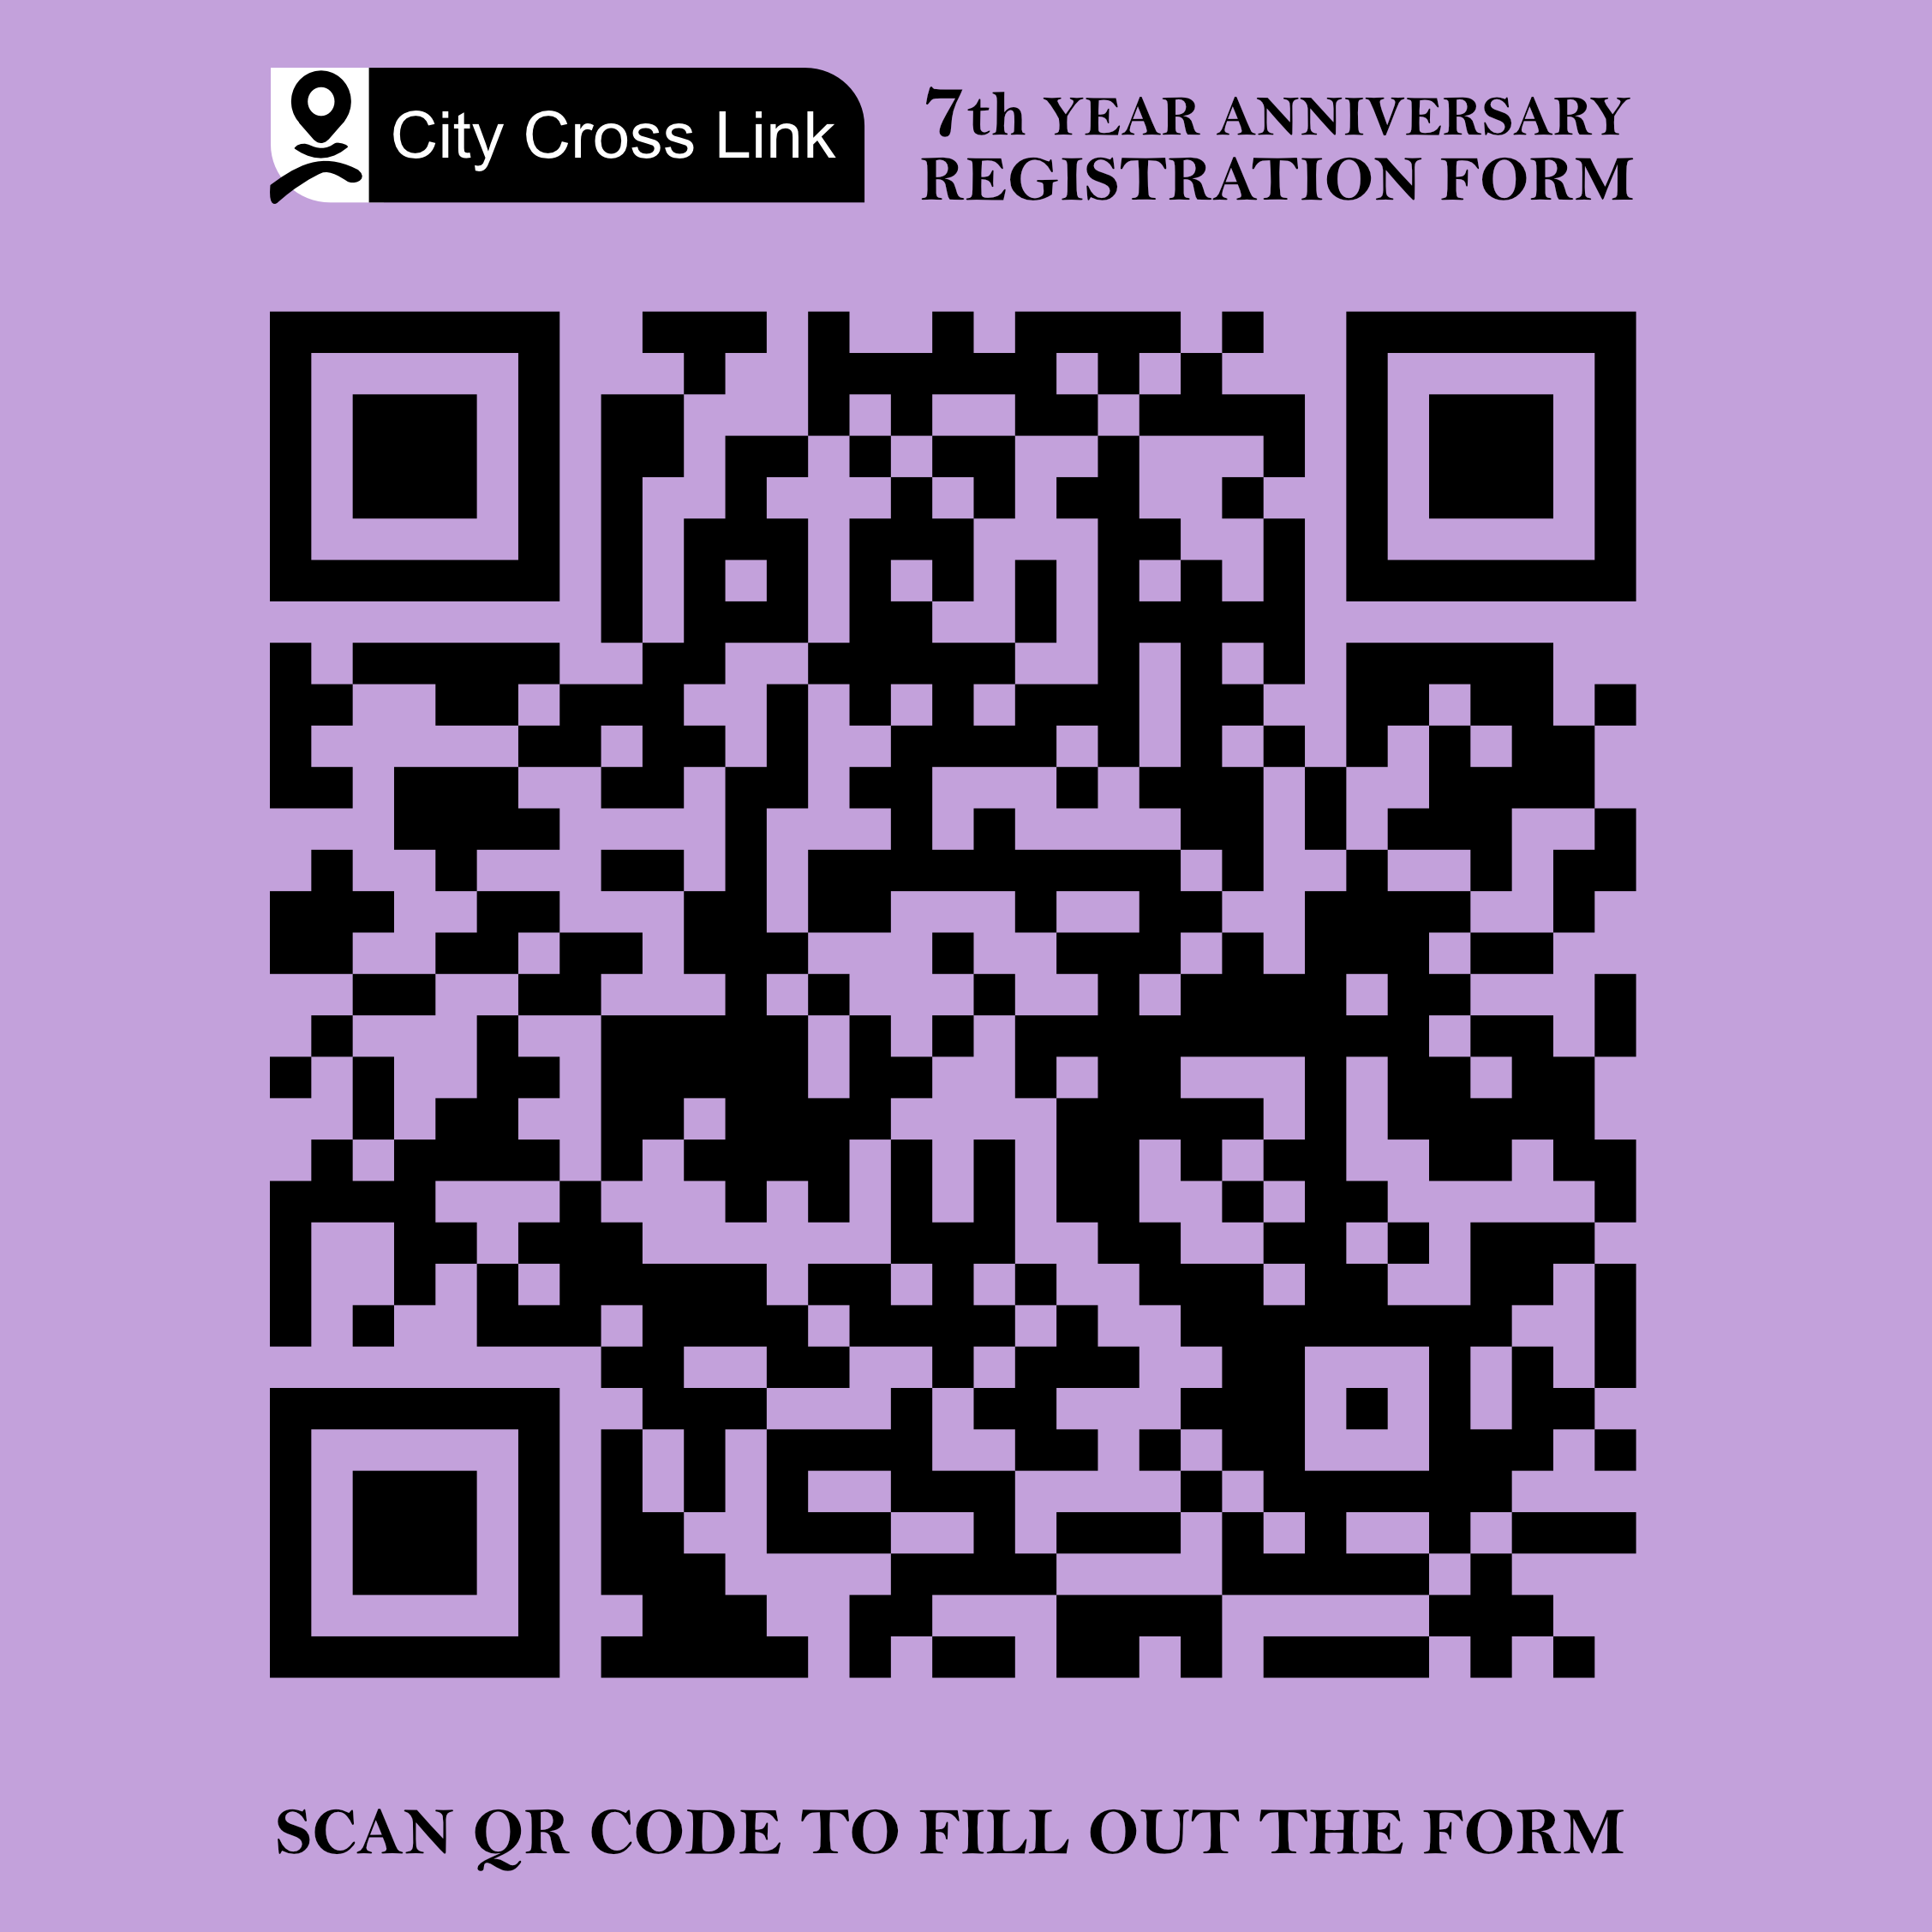 City Cross Link
7th YEAR ANNIVERSARY
REGISTRATION FORM
SCAN QR CODE TO FILL OUT THE FORM